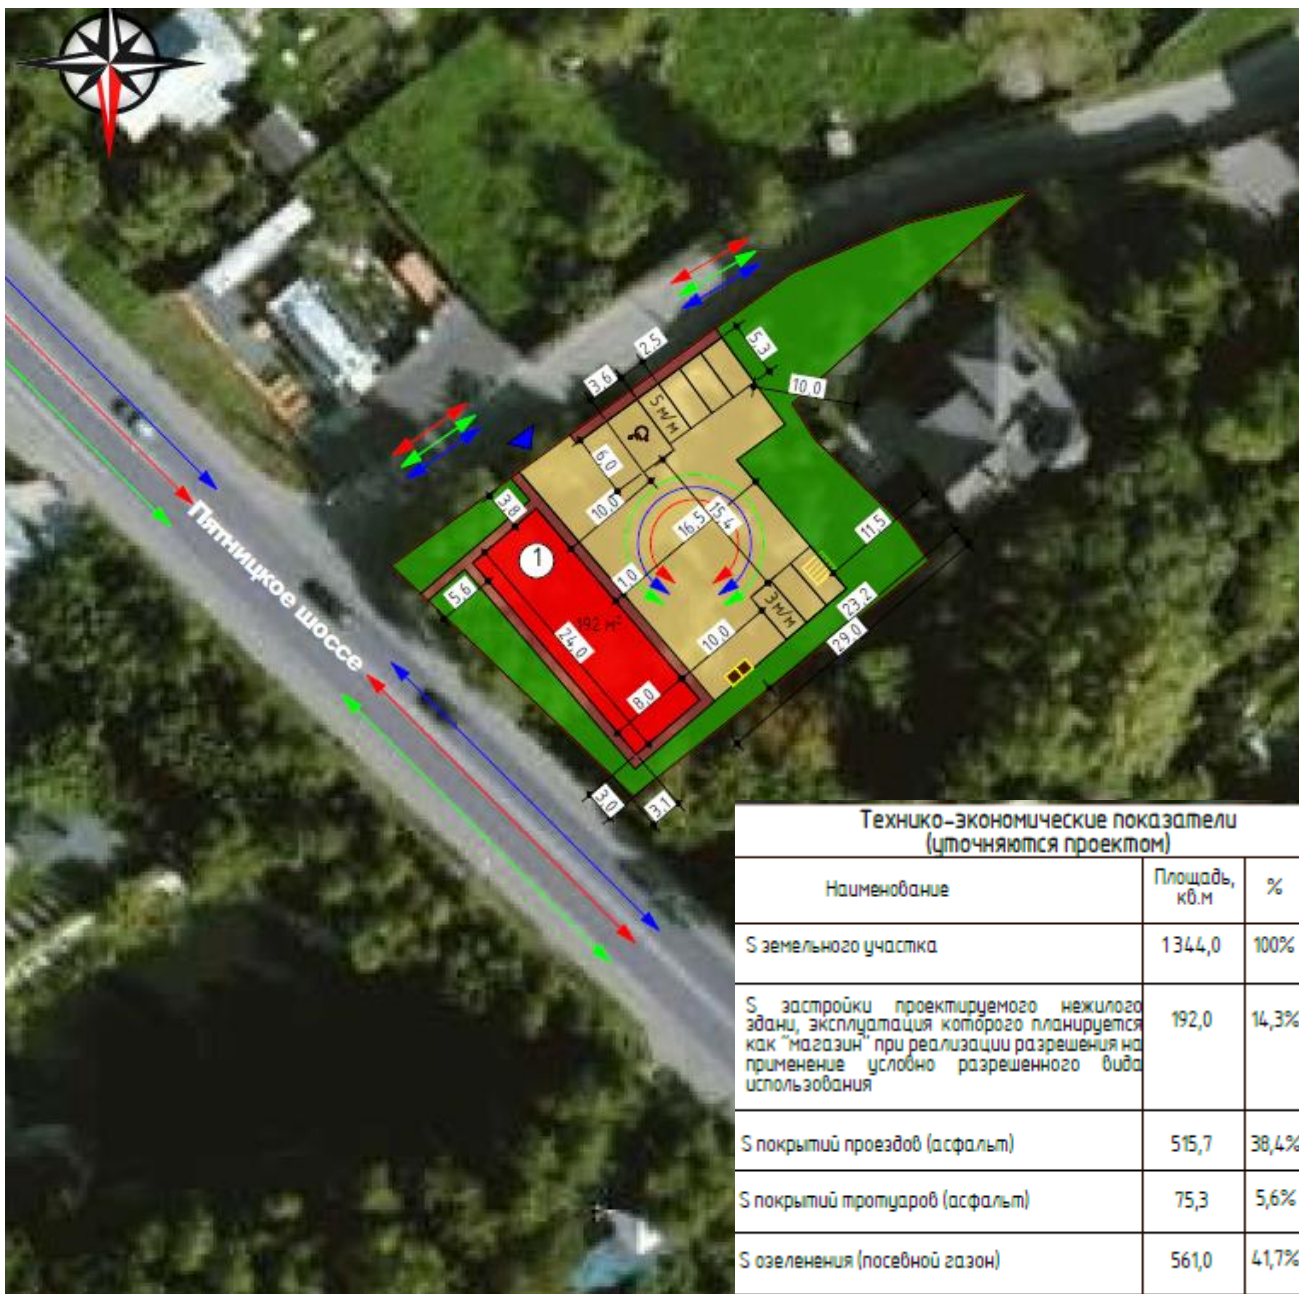 2.5
5.3
3.6
10.0
5 м/м
6.0
3.8
10.0
16.5
15.4
11.5
Пятницкое шоссе
1
1.0
5.6
3 м/м
23.2
192 м²
24,0
10.0
29.0
8,0
3.0
3.1
Технико-экономические показатели
(уточняются проектом)
Наименование
Площадь,
кв.м
%
S земельного участка 1344,0 100%
S застройки проектируемого нежилого
здани, эксплуатация которого планируется
как "магазин" при реализации разрешения на
применение условно разрешенного вида
использования
192,0 14,3%
S покрытий проездов (асфальт) 515,7 38,4%
S покрытий тротуаров (асфальт) 75,3 5,6%
S озеленения (посевной газон) 561,0 41,7%